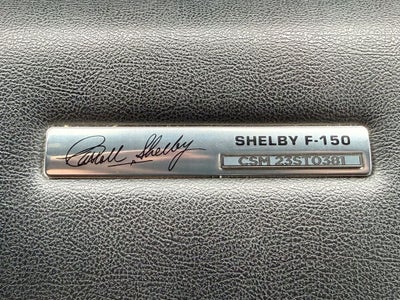 Carroll Shelby
SHELBY F-150
CSM 23ST0381